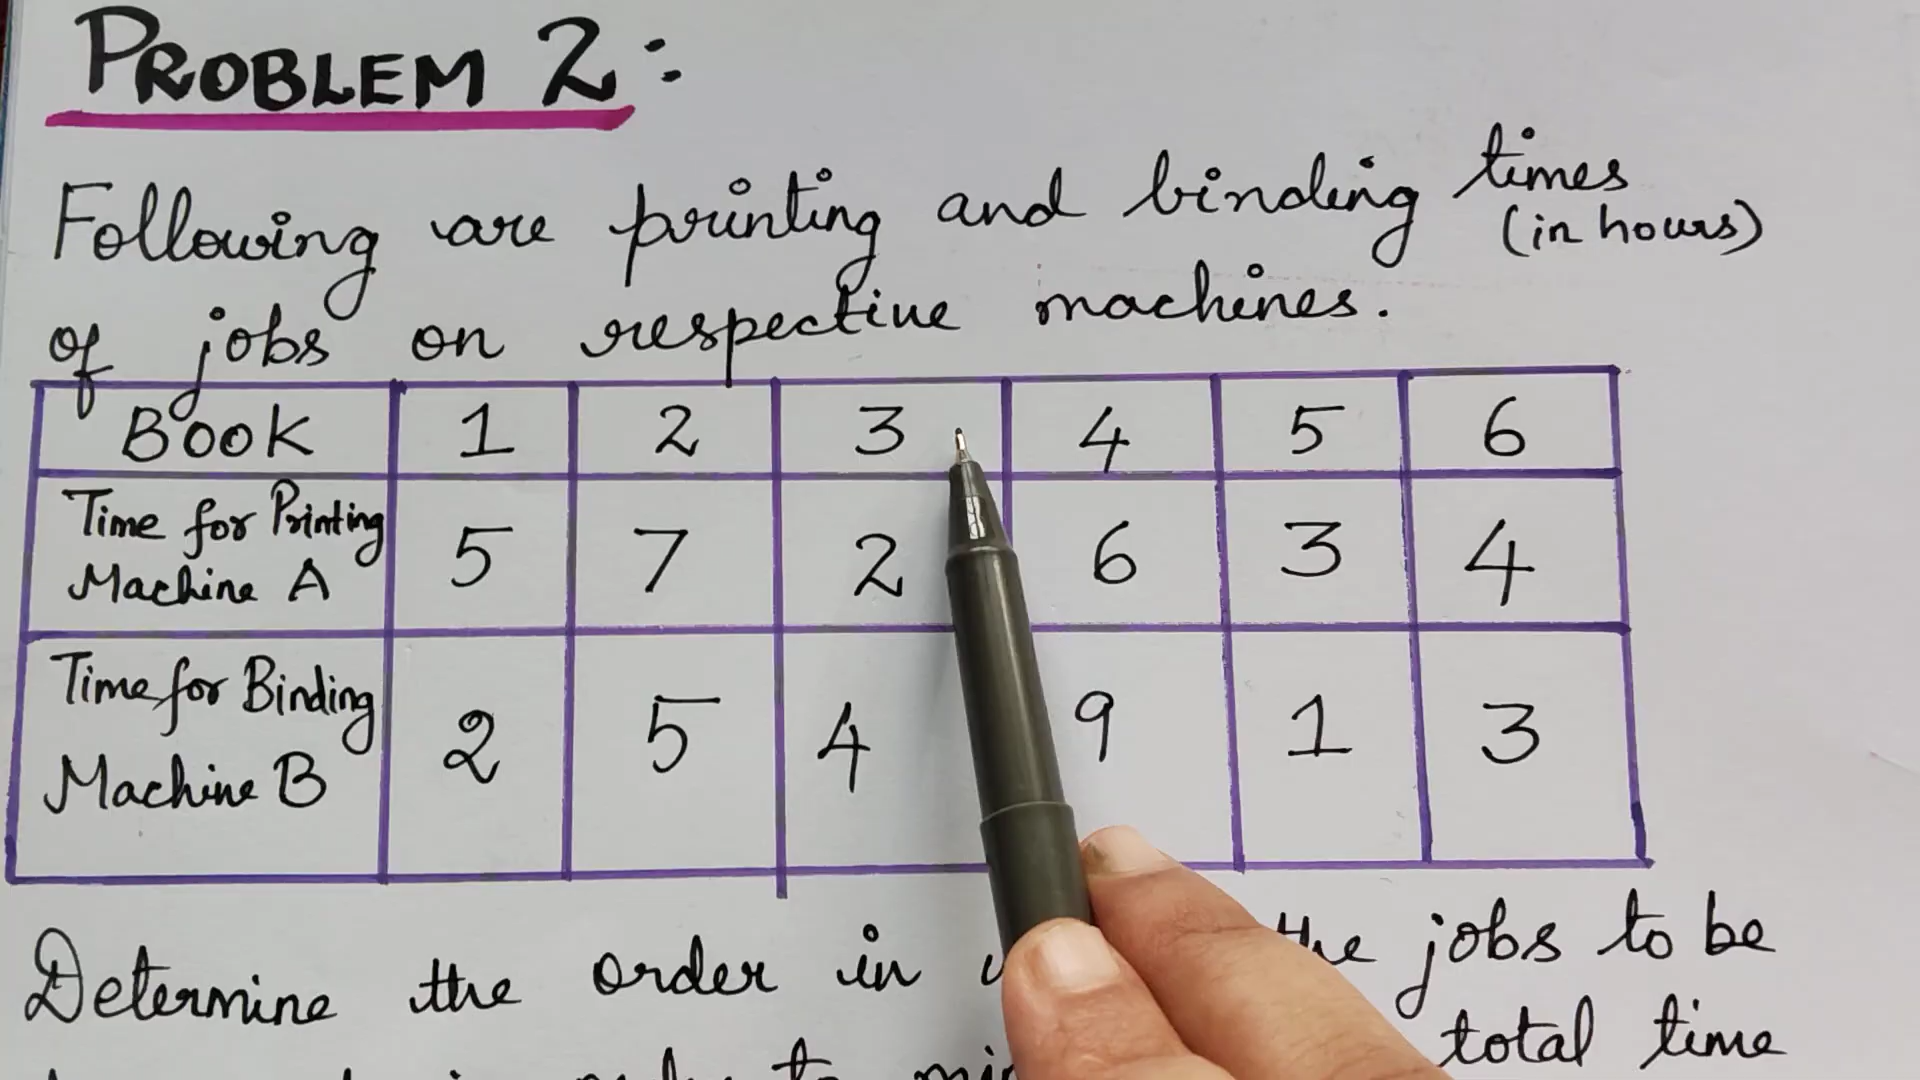 PROBLEM 2:
Following are printing and binding times
(in hours)
of jobs on respective machines.
BOOK 1 2 3 4 5 6
Time for Printing
Machine A 5 7 2 6 3 4
Time for Binding
Machine B 2 5 4 9 1 3
Determine the order in the jobs to be
total time